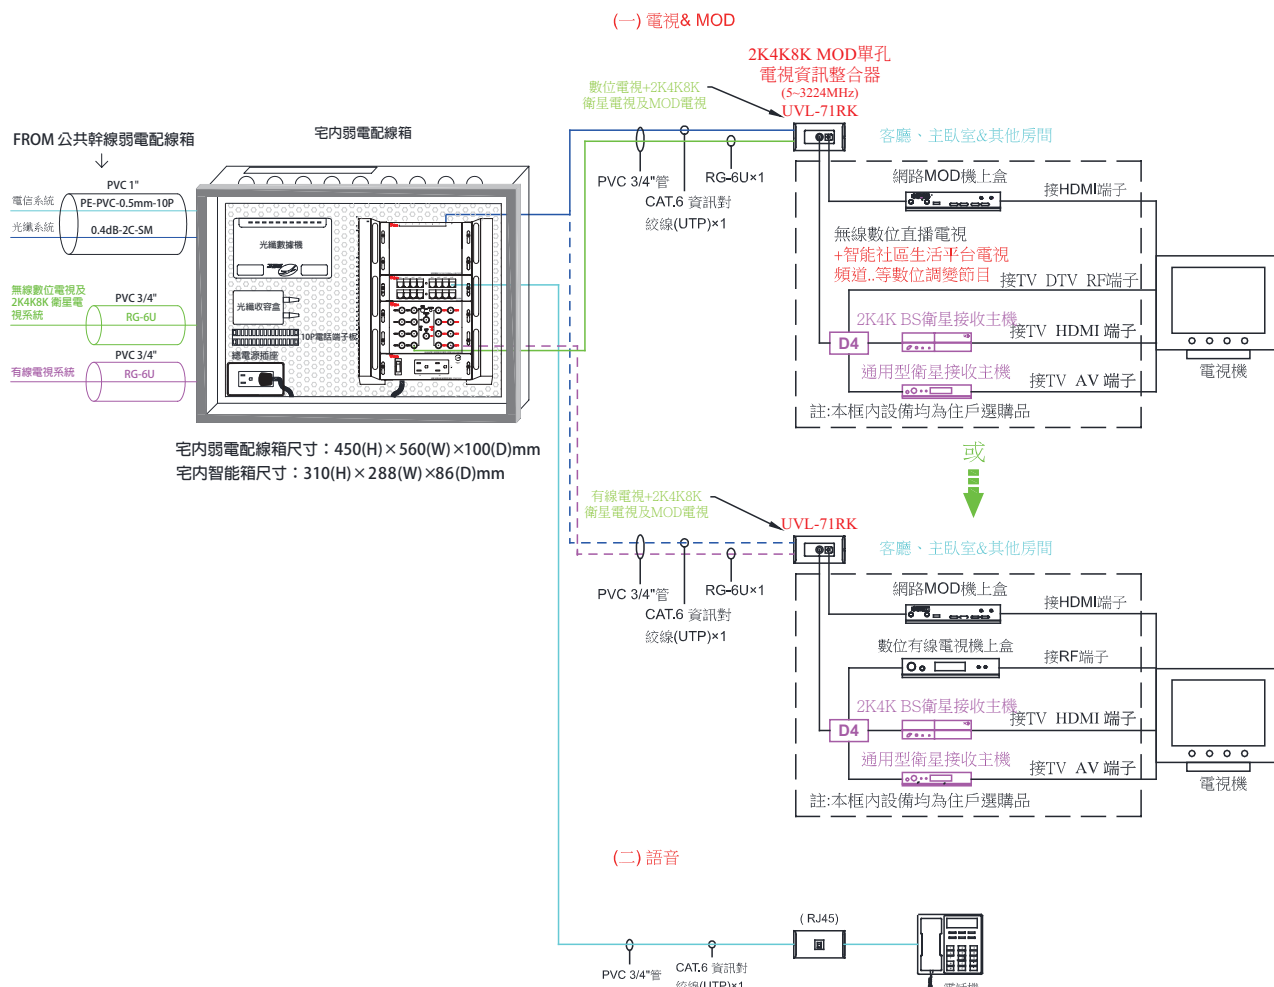 (一) 電視& MOD
2K4K8K MOD單孔
電視資訊整合器
(5~3224MHz)
UVL-71RK
數位電視+2K4K8K
衛星電視及MOD電視
客廳、主臥室&其他房間
FROM 公共幹線弱電配線箱
宅內弱電配線箱
PVC 1"
電信系統
PE-PVC-0.5mm-10P
光纖系統
0.4dB-2C-SM
無線數位電視及
2K4K8K 衛星電
視系統
PVC 3/4"
RG-6U
PVC 3/4"
有線電視系統
RG-6U
光纖數據機
光纖收容盒
10P電話端子板
總電源插座
宅內弱電配線箱尺寸：450(H)×560(W)×100(D)mm
宅內智能箱尺寸：310(H)×288(W)×86(D)mm
PVC 3/4"管
CAT.6 資訊對
絞線(UTP)×1
RG-6U×1
網路MOD機上盒
接HDMI端子
無線數位直播電視
+智能社區生活平台電視
頻道..等數位調變節目
接TV DTV RF端子
2K4K BS衛星接收主機
D4
接TV HDMI 端子
通用型衛星接收主機
接TV AV 端子
註:本框內設備均為住戶選購品
電視機
或
有線電視+2K4K8K
衛星電視及MOD電視
UVL-71RK
客廳、主臥室&其他房間
PVC 3/4"管
CAT.6 資訊對
絞線(UTP)×1
RG-6U×1
網路MOD機上盒
接HDMI端子
數位有線電視機上盒
接RF端子
2K4K BS衛星接收主機
D4
接TV HDMI 端子
通用型衛星接收主機
接TV AV 端子
註:本框內設備均為住戶選購品
電視機
(二) 語音
( RJ45)
PVC 3/4"管
CAT.6 資訊對
絞線(UTP)×1
電話機